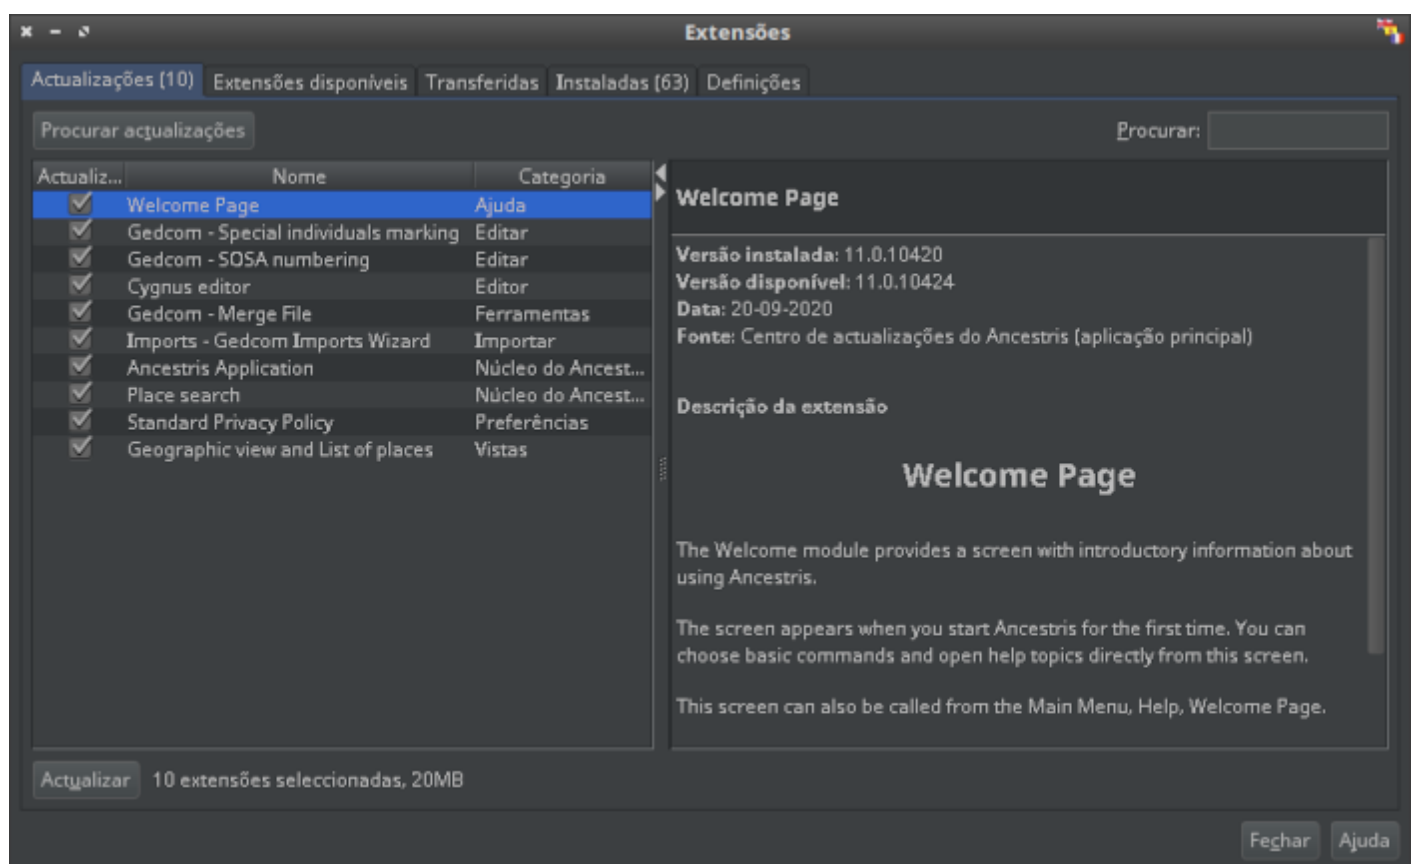 Extensões
Actualizações (10) Extensões disponíveis Transferidas Instaladas (63) Definições
Procurar actualizações Procurar:
Actualiz... Nome Categoria
Welcome Page Ajuda
Gedcom - Special individuals marking Editar
Gedcom - SOSA numbering Editar
Cygnus editor Editor
Gedcom - Merge File Ferramentas
Imports - Gedcom Imports Wizard Importar
Ancestris Application Núcleo do Ancest...
Place search Núcleo do Ancest...
Standard Privacy Policy Preferências
Geographic view and List of places Vistas
Welcome Page
Versão instalada: 11.0.10420
Versão disponível: 11.0.10424
Data: 20-09-2020
Fonte: Centro de actualizações do Ancestris (aplicação principal)
Descrição da extensão
Welcome Page
The Welcome module provides a screen with introductory information about
using Ancestris.
The screen appears when you start Ancestris for the first time. You can
choose basic commands and open help topics directly from this screen.
This screen can also be called from the Main Menu, Help, Welcome Page.
Actualizar 10 extensões seleccionadas, 20MB
Fechar Ajuda